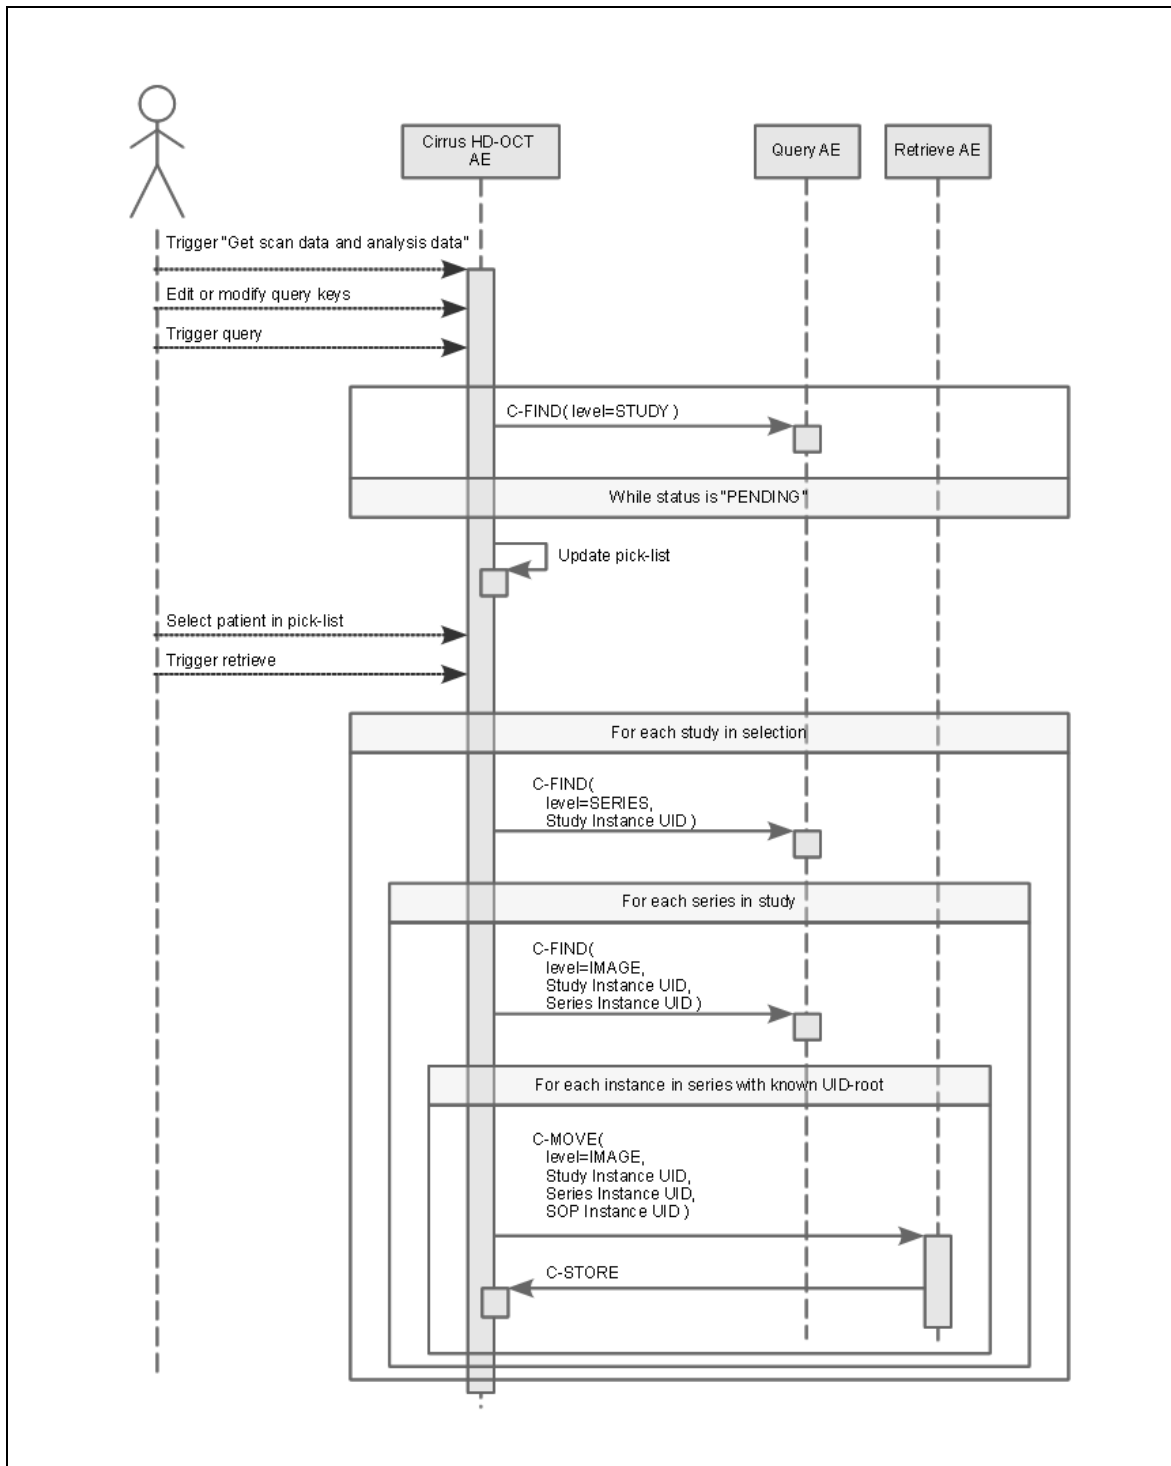 Cirrus HD-OCT
AE
Query AE
Retrieve AE
Trigger "Get scan data and analysis data"
Edit or modify query keys
Trigger query
C-FIND( level=STUDY )
While status is "PENDING"
Update pick-list
Select patient in pick-list
Trigger retrieve
For each study in selection
C-FIND(
level=SERIES,
Study Instance UID )
For each series in study
C-FIND(
level=IMAGE,
Study Instance UID,
Series Instance UID )
For each instance in series with known UID-root
C-MOVE(
level=IMAGE,
Study Instance UID,
Series Instance UID,
SOP Instance UID )
C-STORE